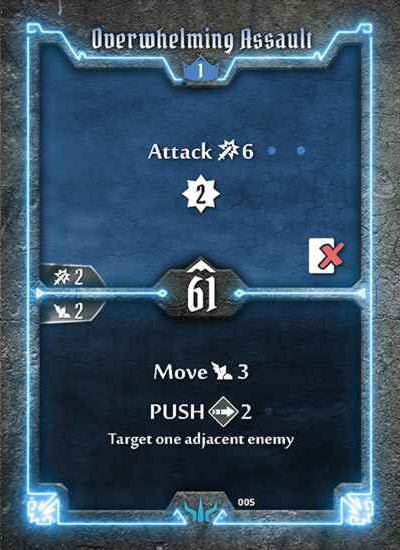 Overwhelming Assault
1
Attack 6
2
2
61
2
Move 3
PUSH 2
Target one adjacent enemy
005